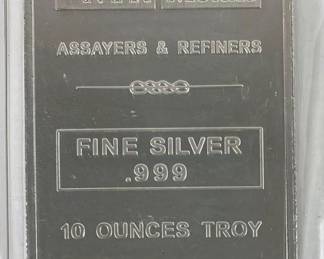 ASSAYERS & REFINERS
FINE SILVER
.999
10 OUNCES TROY